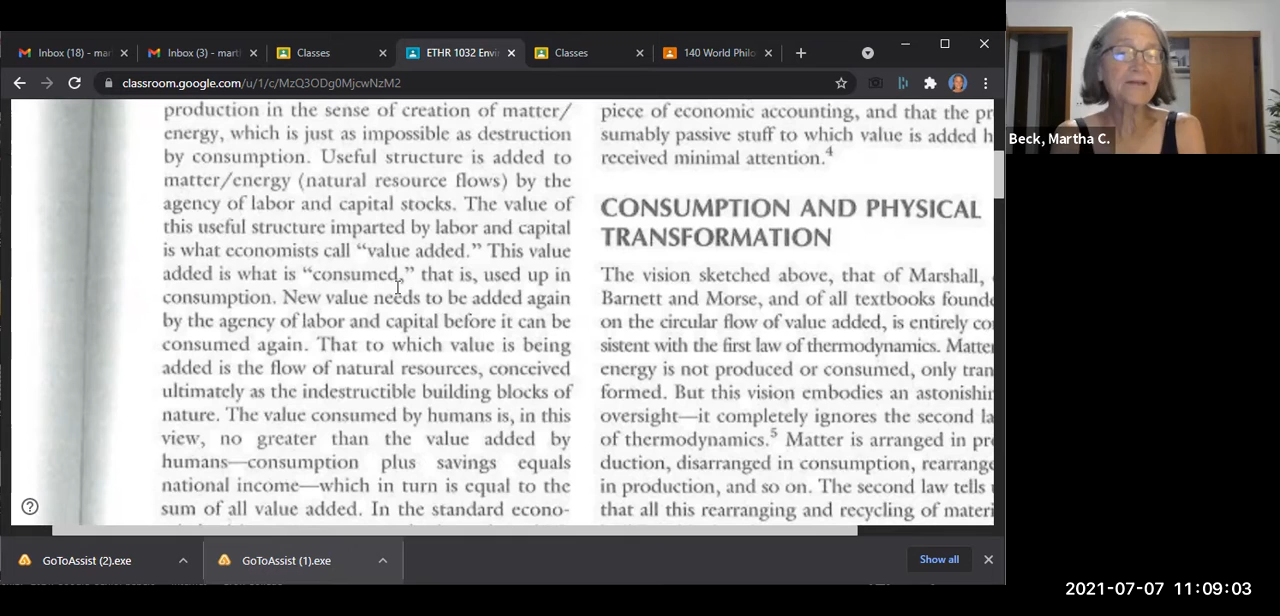 Inbox (18) - mar
Inbox (3) - mart
Classes
ETHR 1032 Envi
Classes
140 World Philo
classroom.google.com/u/1/c/MzQ3ODg0MjcwNzM2
production in the sense of creation of matter/
energy, which is just as impossible as destruction
by consumption. Useful structure is added to
matter/energy (natural resource flows) by the
agency of labor and capital stocks. The value of
this useful structure imparted by labor and capital
is what economists call “value added.” This value
added is what is “consumed,” that is, used up in
consumption. New value needs to be added again
by the agency of labor and capital before it can be
consumed again. That to which value is being
added is the flow of natural resources, conceived
ultimately as the indestructible building blocks of
nature. The value consumed by humans is, in this
view, no greater than the value added by
humans—consumption plus savings equals
national income—which in turn is equal to the
sum of all value added. In the standard econo-
piece of economic accounting, and that the pr
sumably passive stuff to which value is added h
received minimal attention.4
CONSUMPTION AND PHYSICAL
TRANSFORMATION
The vision sketched above, that of Marshall,
Barnett and Morse, and of all textbooks founde
on the circular flow of value added, is entirely co
sistent with the first law of thermodynamics. Matter
energy is not produced or consumed, only tran
formed. But this vision embodies an astonishin
oversight—it completely ignores the second la
of thermodynamics.5 Matter is arranged in pr
duction, disarranged in consumption, rearrange
in production, and so on. The second law tells
that all this rearranging and recycling of materi
GoToAssist (2).exe
GoToAssist (1).exe
Show all
Beck, Martha C.
2021-07-07 11:09:03